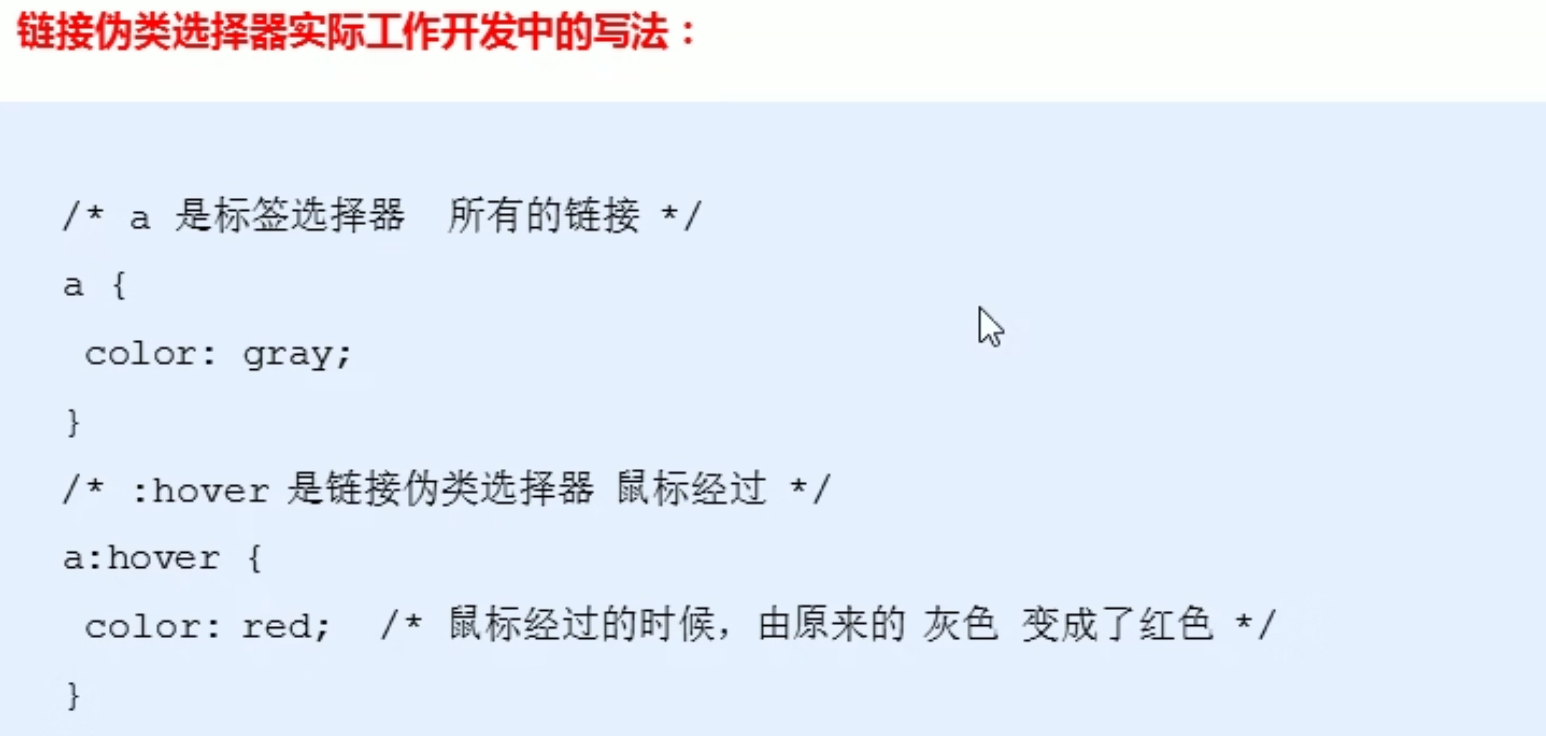 链接伪类选择器实际工作开发中的写法：
/* a 是标签选择器  所有的链接 */
a {
 color: gray;
}
/* :hover 是链接伪类选择器 鼠标经过 */
a:hover {
 color: red;  /* 鼠标经过的时候，由原来的 灰色 变成了红色 */
}